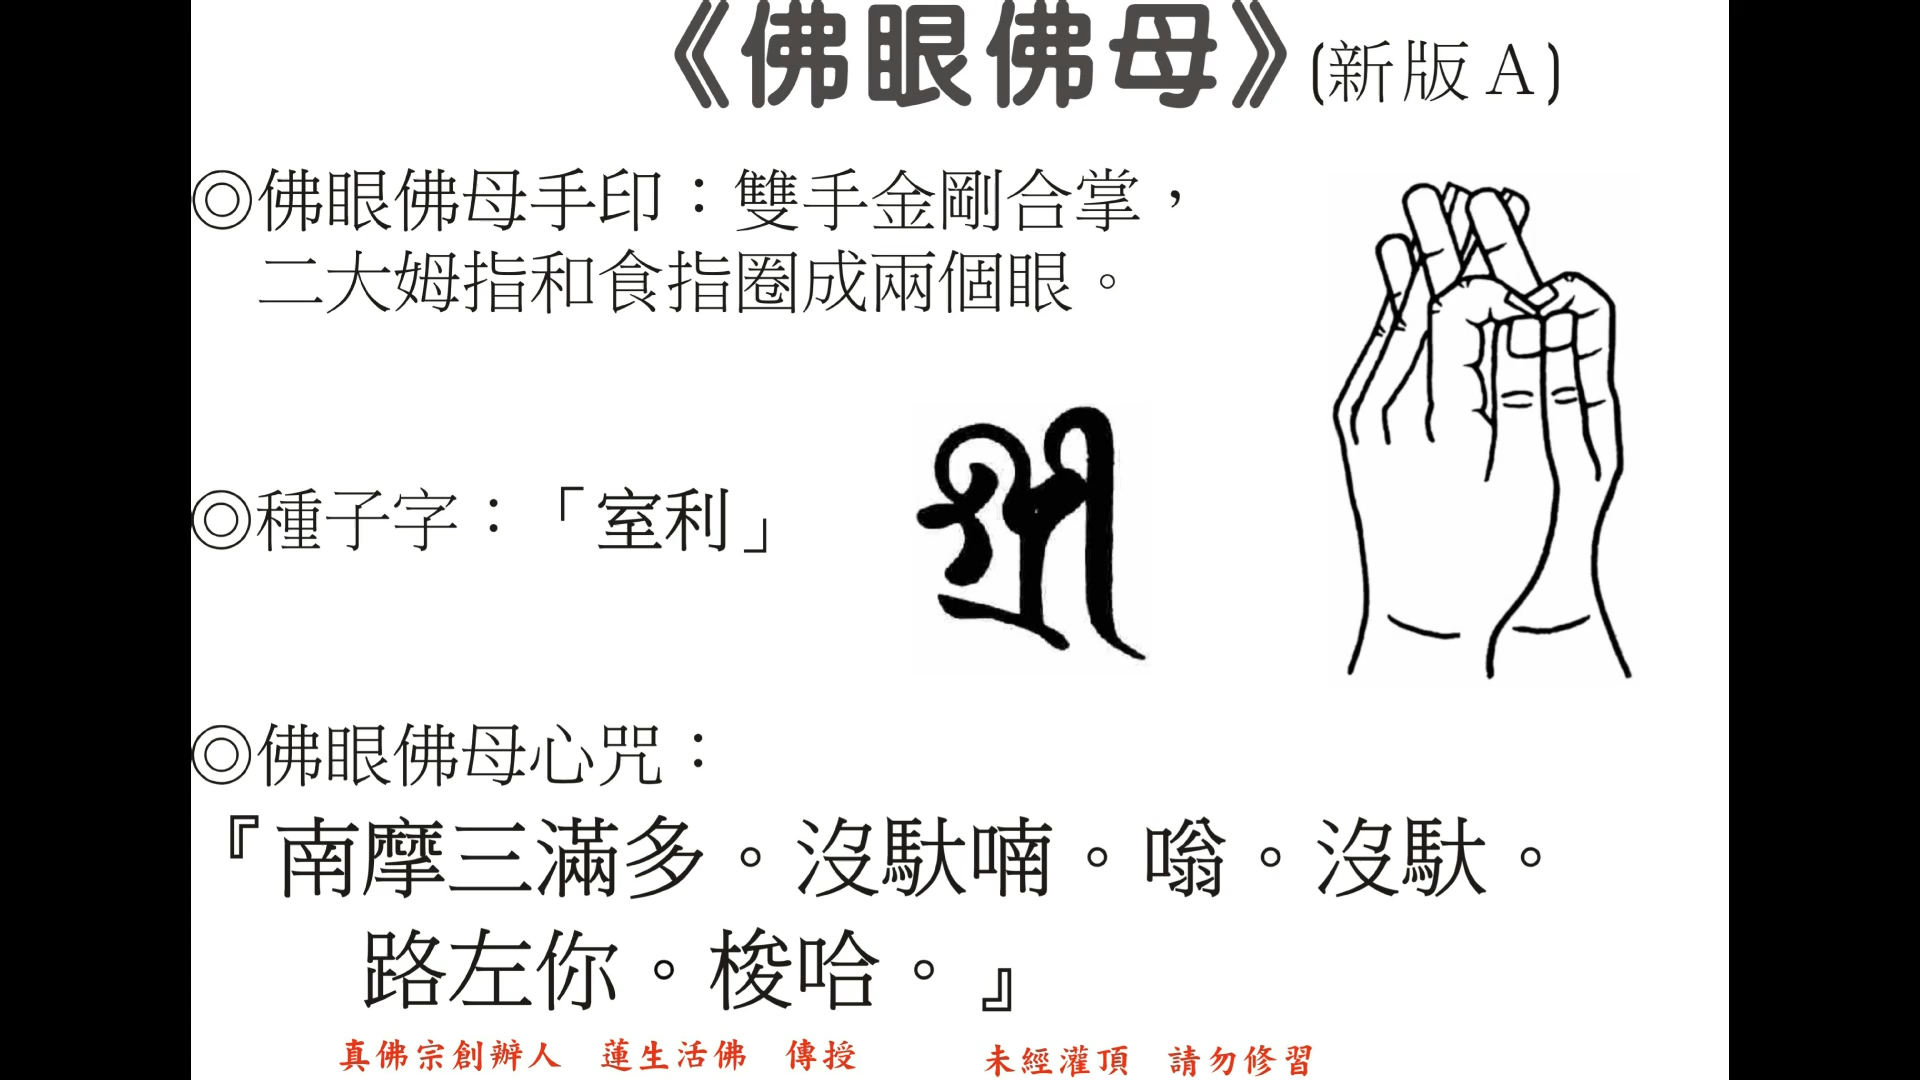 《佛眼佛母》(新版A)
◎佛眼佛母手印：雙手金剛合掌，
二大姆指和食指圈成兩個眼。
◎種子字：「室利」
◎佛眼佛母心咒：
『南摩三滿多。沒馱喃。嗡。沒馱。
路左你。梭哈。』
真佛宗創辦人 蓮生活佛 傳授 未經灌頂 請勿修習